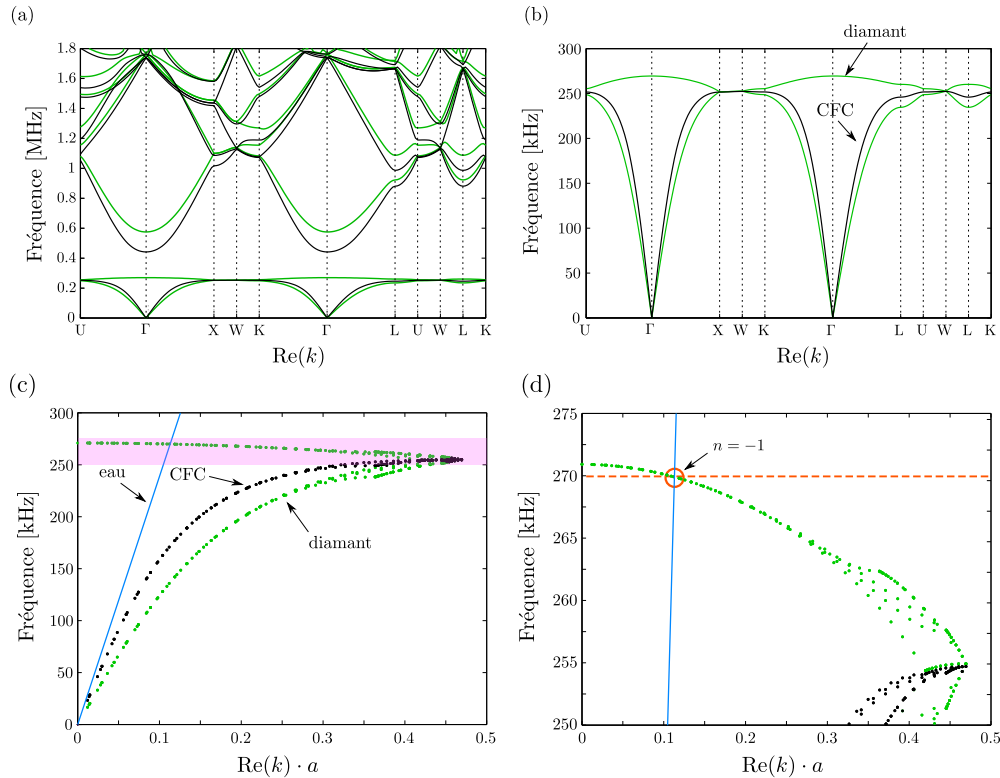 (a)
Fréquence [MHz]
1.8
1.6
1.4
1.2
1
0.8
0.6
0.4
0.2
0
U Γ X W K Γ L U W L K
Re(k)
(b)
Fréquence [kHz]
300
250
200
150
100
50
0
diamant
CFC
U Γ X W K Γ L U W L K
Re(k)
(c)
Fréquence [kHz]
300
250
200
150
100
50
0
eau
CFC
diamant
0 0.1 0.2 0.3 0.4 0.5
Re(k) · a
(d)
Fréquence [kHz]
275
270
265
260
255
250
n = −1
0 0.1 0.2 0.3 0.4 0.5
Re(k) · a